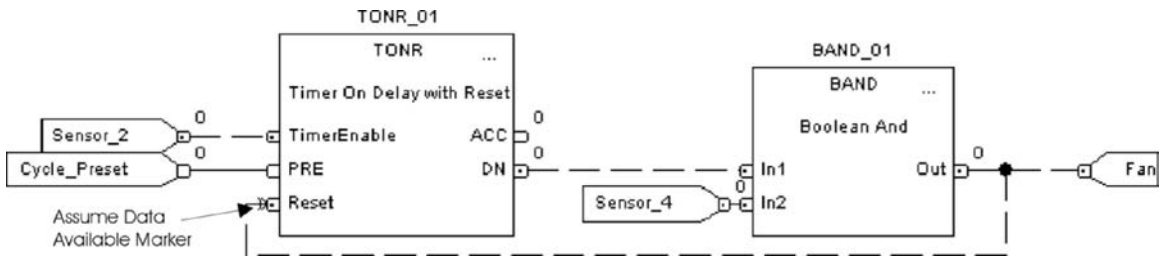 TONR_01
TONR ...
Timer On Delay with Reset
0
Sensor_2
TimerEnable
ACC
0
0
Cycle_Preset
PRE
DN
0
Reset
Assume Data
Available Marker
BAND_01
BAND ...
Boolean And
In1
Out
0
Fan
Sensor_4
0
In2